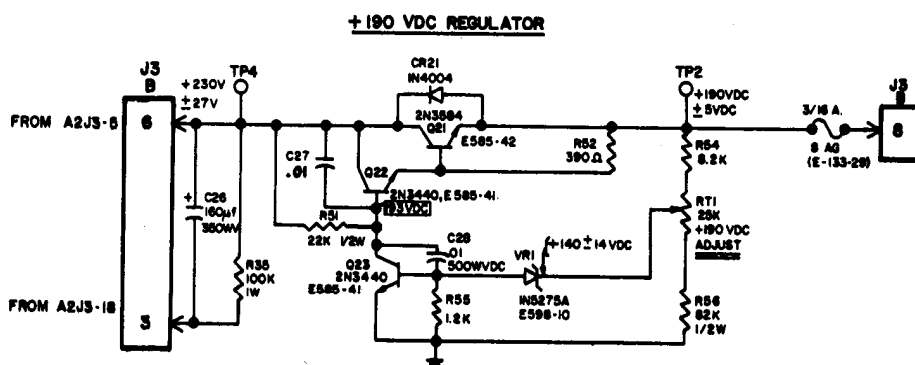 +190 VDC REGULATOR
J3
B
+230V
± 27V
TP4
CR21
IN4004
2N3584
Q21
E585-42
TP2
+190VDC
± 5VDC
3/16 A.
8 AG
(E-133-29)
J3
B
8
FROM A2J3-5
6
C27
.01
Q22
2N3440, E585-41
193VDC
R52
390Ω
R54
8.2K
C26
160µf
350WV
+
R51
22K 1/2W
RT1
25K
+190 VDC
ADJUST
C28
.01
500WVDC
+140 ± 14 VDC
VR1
IN5275A
E598-10
Q23
2N3440
E585-41
R35
100K
1W
R55
1.2K
R56
82K
1/2W
FROM A2J3-18
3